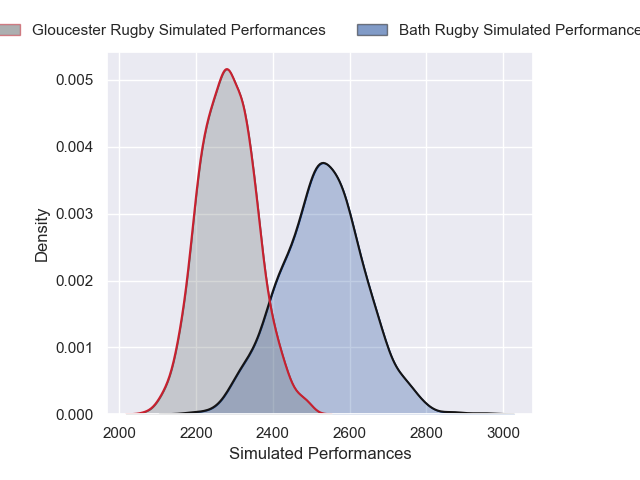 Gloucester Rugby Simulated Performances
Bath Rugby Simulated Performance
0.005
0.004
0.003
0.002
0.001
0.000
Density
2000 2200 2400 2600 2800 3000
Simulated Performances